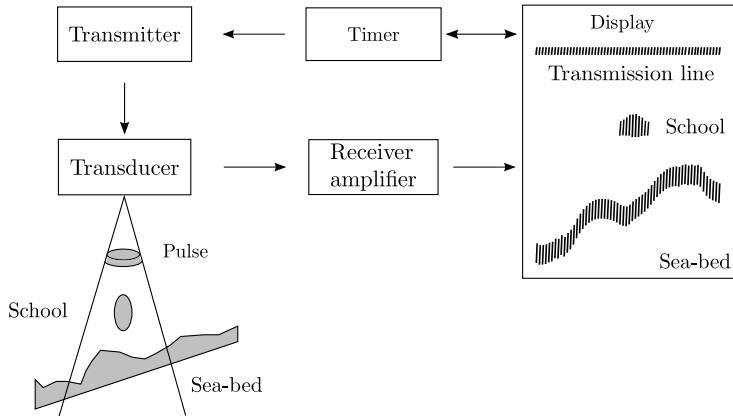 Transmitter
Timer
Display
Transmission line
School
Transducer
Receiver
amplifier
Pulse
School
Sea-bed
Sea-bed